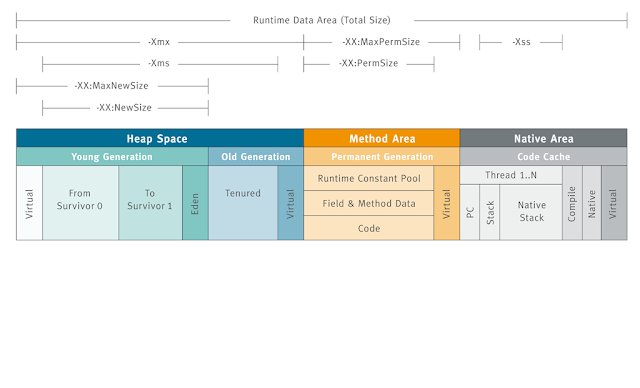 Runtime Data Area (Total Size)
-Xmx
-XX:MaxPermSize
-Xss
-Xms
-XX:PermSize
-XX:MaxNewSize
-XX:NewSize
Heap Space
Method Area
Native Area
Young Generation
Old Generation
Permanent Generation
Code Cache
Virtual
From
Survivor 0
To
Survivor 1
Eden
Tenured
Virtual
Runtime Constant Pool
Field & Method Data
Code
Virtual
Thread 1..N
PC
Stack
Native
Stack
Compile
Native
Virtual